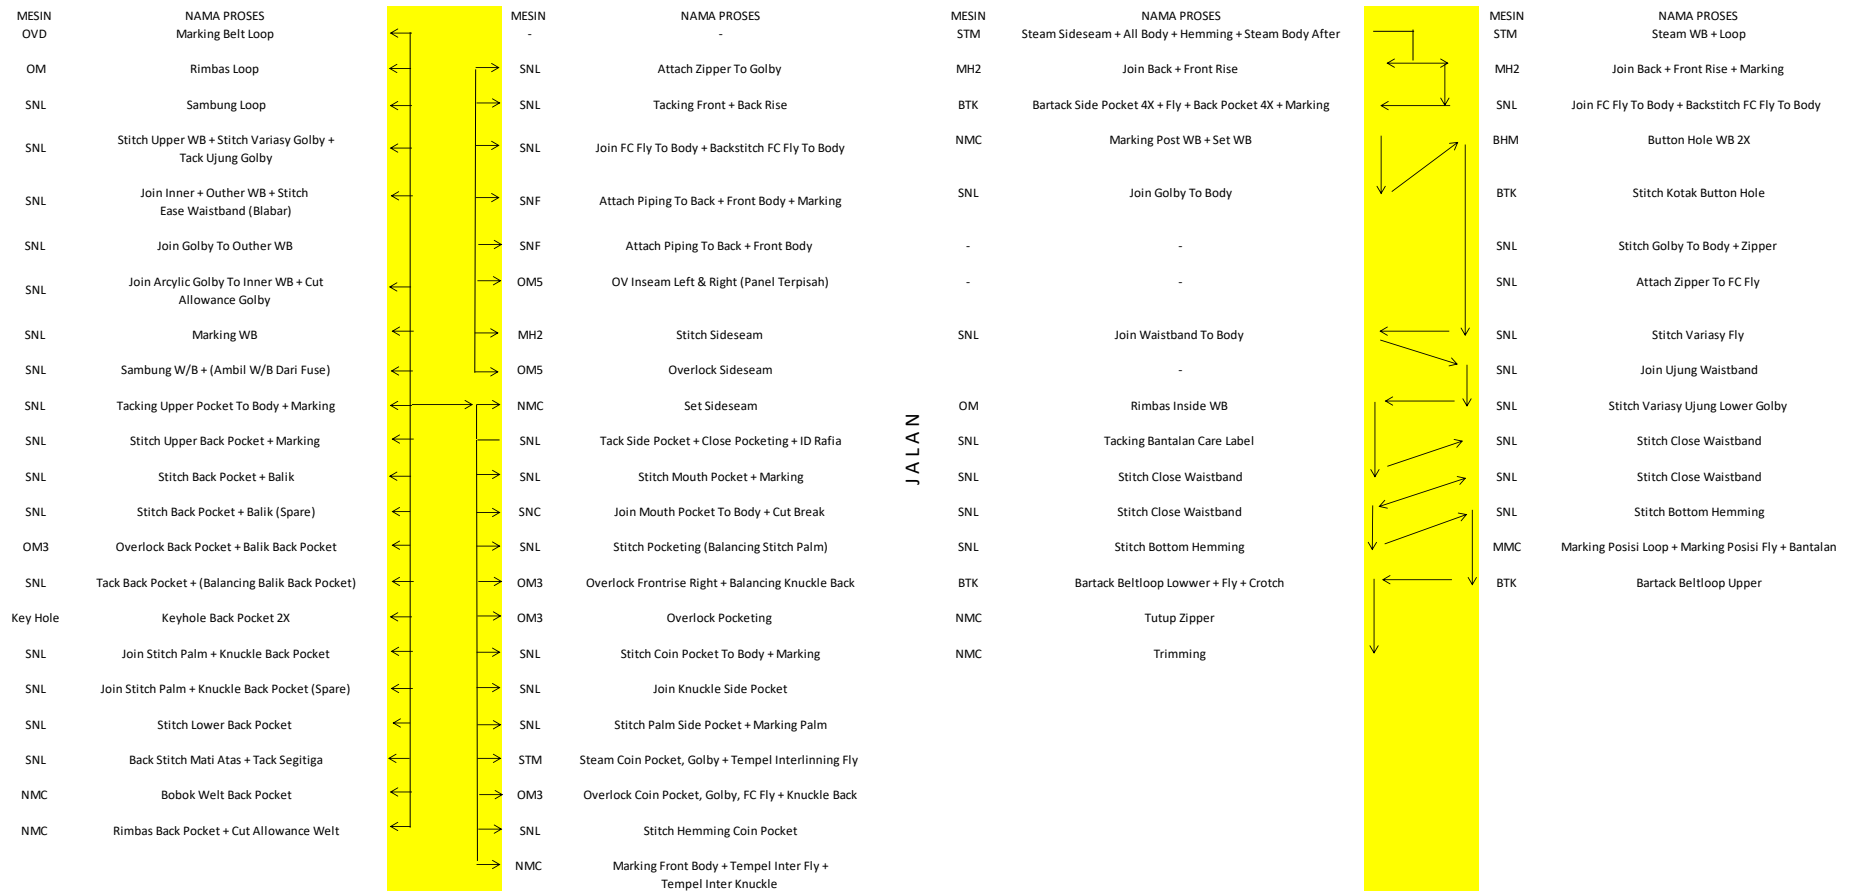 MESIN NAMA PROSES MESIN NAMA PROSES MESIN NAMA PROSES MESIN NAMA PROSES
OVD Marking Belt Loop - - STM Steam Sideseam + All Body + Hemming + Steam Body After STM Steam WB + Loop
OM Rimbas Loop SNL Attach Zipper To Golby MH2 Join Back + Front Rise MH2 Join Back + Front Rise + Marking
SNL Sambung Loop SNL Tacking Front + Back Rise BTK Bartack Side Pocket 4X + Fly + Back Pocket 4X + Marking SNL Join FC Fly To Body + Backstitch FC Fly To Body
SNL Stitch Upper WB + Stitch Variasy Golby +
Tack Ujung Golby SNL Join FC Fly To Body + Backstitch FC Fly To Body NMC Marking Post WB + Set WB BHM Button Hole WB 2X
SNL Join Inner + Outher WB + Stitch
Ease Waistband (Blabar) SNF Attach Piping To Back + Front Body + Marking SNL Join Golby To Body BTK Stitch Kotak Button Hole
SNL Join Golby To Outher WB SNF Attach Piping To Back + Front Body - - SNL Stitch Golby To Body + Zipper
SNL Join Arcylic Golby To Inner WB + Cut
Allowance Golby OM5 OV Inseam Left & Right (Panel Terpisah) - - SNL Attach Zipper To FC Fly
SNL Marking WB MH2 Stitch Sideseam SNL Join Waistband To Body SNL Stitch Variasy Fly
SNL Sambung W/B + (Ambil W/B Dari Fuse) OM5 Overlock Sideseam - SNL Join Ujung Waistband
SNL Tacking Upper Pocket To Body + Marking NMC Set Sideseam OM Rimbas Inside WB SNL Stitch Variasy Ujung Lower Golby
JALAN
SNL Stitch Upper Back Pocket + Marking SNL Tack Side Pocket + Close Pocketing + ID Rafia SNL Tacking Bantalan Care Label SNL Stitch Close Waistband
SNL Stitch Back Pocket + Balik SNL Stitch Mouth Pocket + Marking SNL Stitch Close Waistband SNL Stitch Close Waistband
SNL Stitch Back Pocket + Balik (Spare) SNC Join Mouth Pocket To Body + Cut Break SNL Stitch Close Waistband SNL Stitch Bottom Hemming
OM3 Overlock Back Pocket + Balik Back Pocket SNL Stitch Pocketing (Balancing Stitch Palm) SNL Stitch Bottom Hemming MMC Marking Posisi Loop + Marking Posisi Fly + Bantalan
SNL Tack Back Pocket + (Balancing Balik Back Pocket) OM3 Overlock Frontrise Right + Balancing Knuckle Back BTK Bartack Beltloop Lowwer + Fly + Crotch BTK Bartack Beltloop Upper
Key Hole Keyhole Back Pocket 2X OM3 Overlock Pocketing NMC Tutup Zipper
SNL Join Stitch Palm + Knuckle Back Pocket SNL Stitch Coin Pocket To Body + Marking NMC Trimming
SNL Join Stitch Palm + Knuckle Back Pocket (Spare) SNL Join Knuckle Side Pocket
SNL Stitch Lower Back Pocket SNL Stitch Palm Side Pocket + Marking Palm
SNL Back Stitch Mati Atas + Tack Segitiga STM Steam Coin Pocket, Golby + Tempel Interlinning Fly
NMC Bobok Welt Back Pocket OM3 Overlock Coin Pocket, Golby, FC Fly + Knuckle Back
NMC Rimbas Back Pocket + Cut Allowance Welt SNL Stitch Hemming Coin Pocket
NMC Marking Front Body + Tempel Inter Fly +
Tempel Inter Knuckle